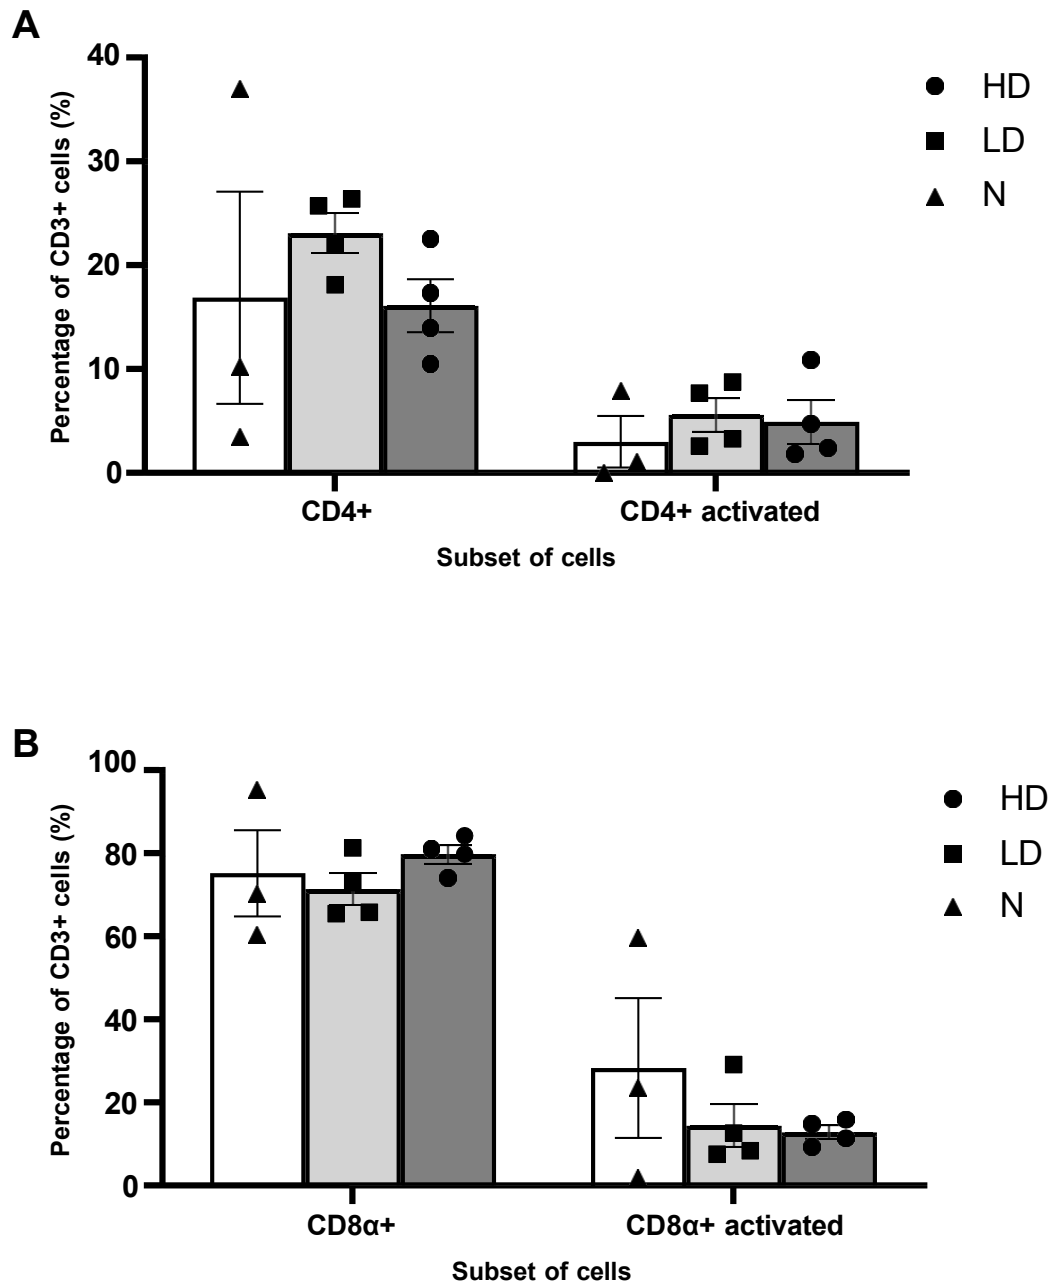 A
Percentage of CD3+ cells (%)
40
30
20
10
0
CD4+
CD4+ activated
Subset of cells
HD
LD
N
B
Percentage of CD3+ cells (%)
100
80
60
40
20
0
CD8α+
CD8α+ activated
Subset of cells
HD
LD
N